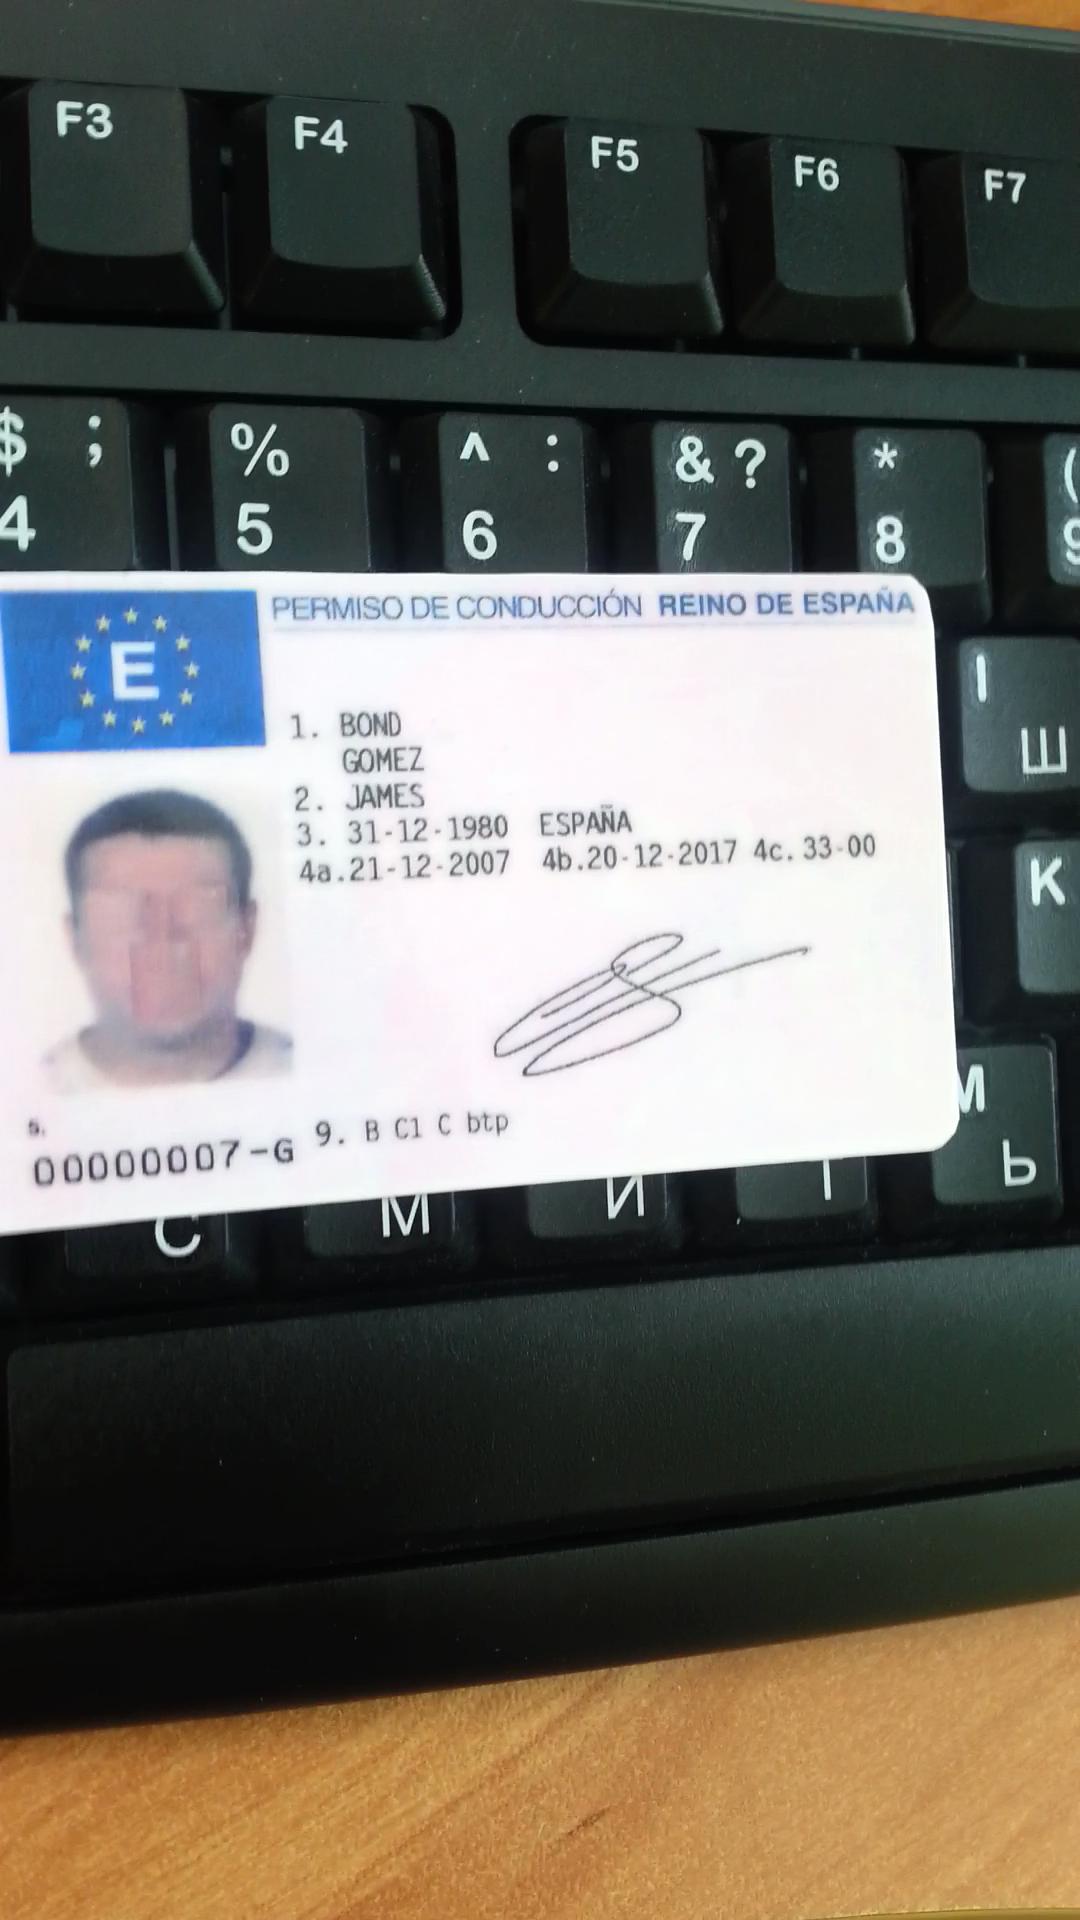 F3 F4 F5 F6 F7
$ ; % ^ : & ? * (
4 5 6 7 8 9
E
PERMISO DE CONDUCCIÓN REINO DE ESPAÑA
1. BOND
GOMEZ
2. JAMES
3. 31-12-1980 ESPAÑA
4a.21-12-2007 4b.20-12-2017 4c. 33-00
5.
00000007-G 9. B C1 C btp
I
Ш
K
M
Ь
С М И